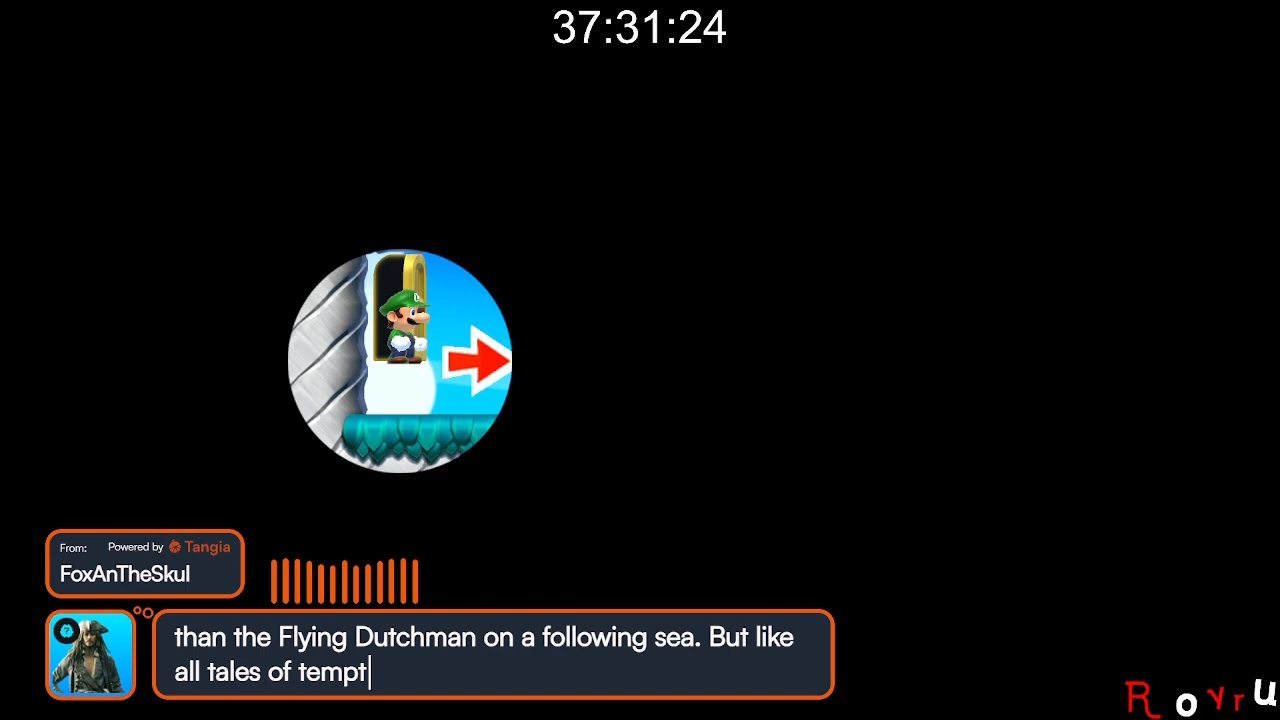 37:31:24
From: Powered by Tangia
FoxAnTheSkul
than the Flying Dutchman on a following sea. But like
all tales of tempt
R o y r u